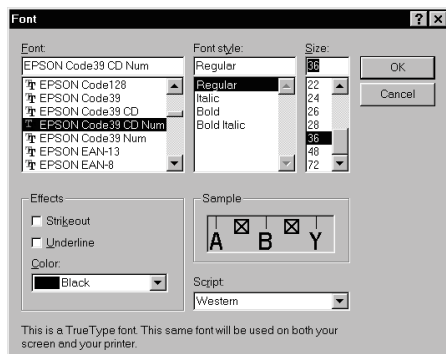 Font
Font: Font style: Size:
EPSON Code39 CD Num Regular 36
EPSON Code128 Regular 22
EPSON Code39 Italic 24
EPSON Code39 CD Bold 26
EPSON Code39 CD Num Bold Italic 28
EPSON Code39 Num 36
EPSON EAN-13 48
EPSON EAN-8 72
OK
Cancel
Effects
Strikeout
Underline
Color:
Black
Sample
A B Y
Script:
Western
This is a TrueType font. This same font will be used on both your
screen and your printer.